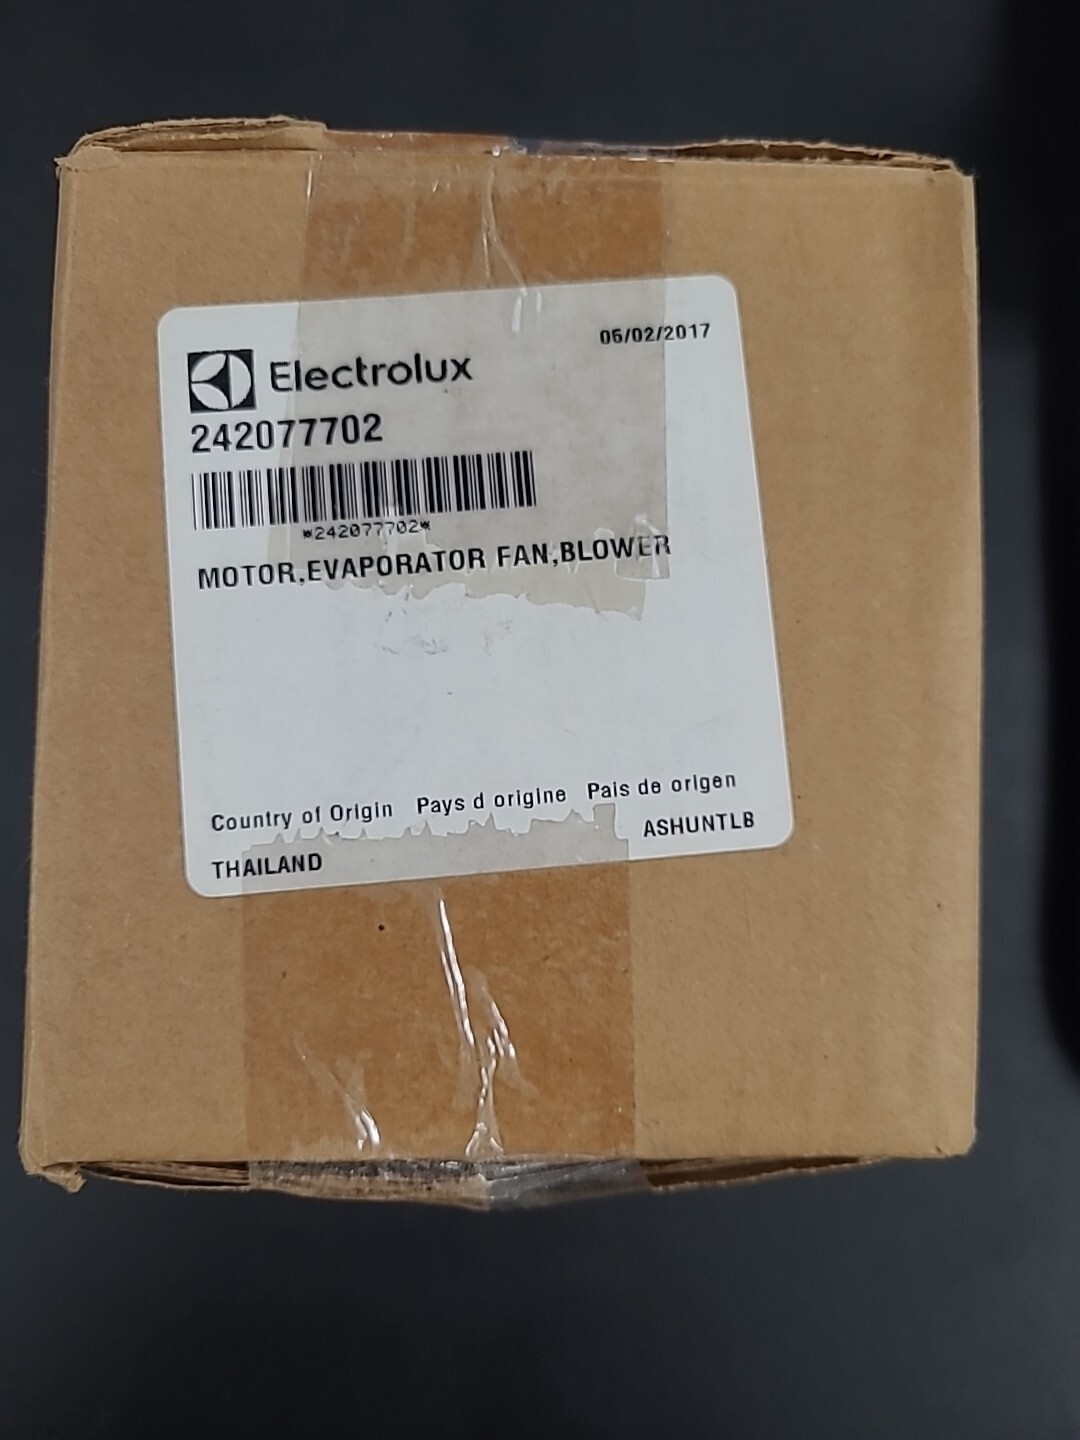 05/02/2017
Electrolux
242077702
*242077702*
MOTOR,EVAPORATOR FAN,BLOWER
Country of Origin Pays d origine Pais de origen
THAILAND ASHUNTLB